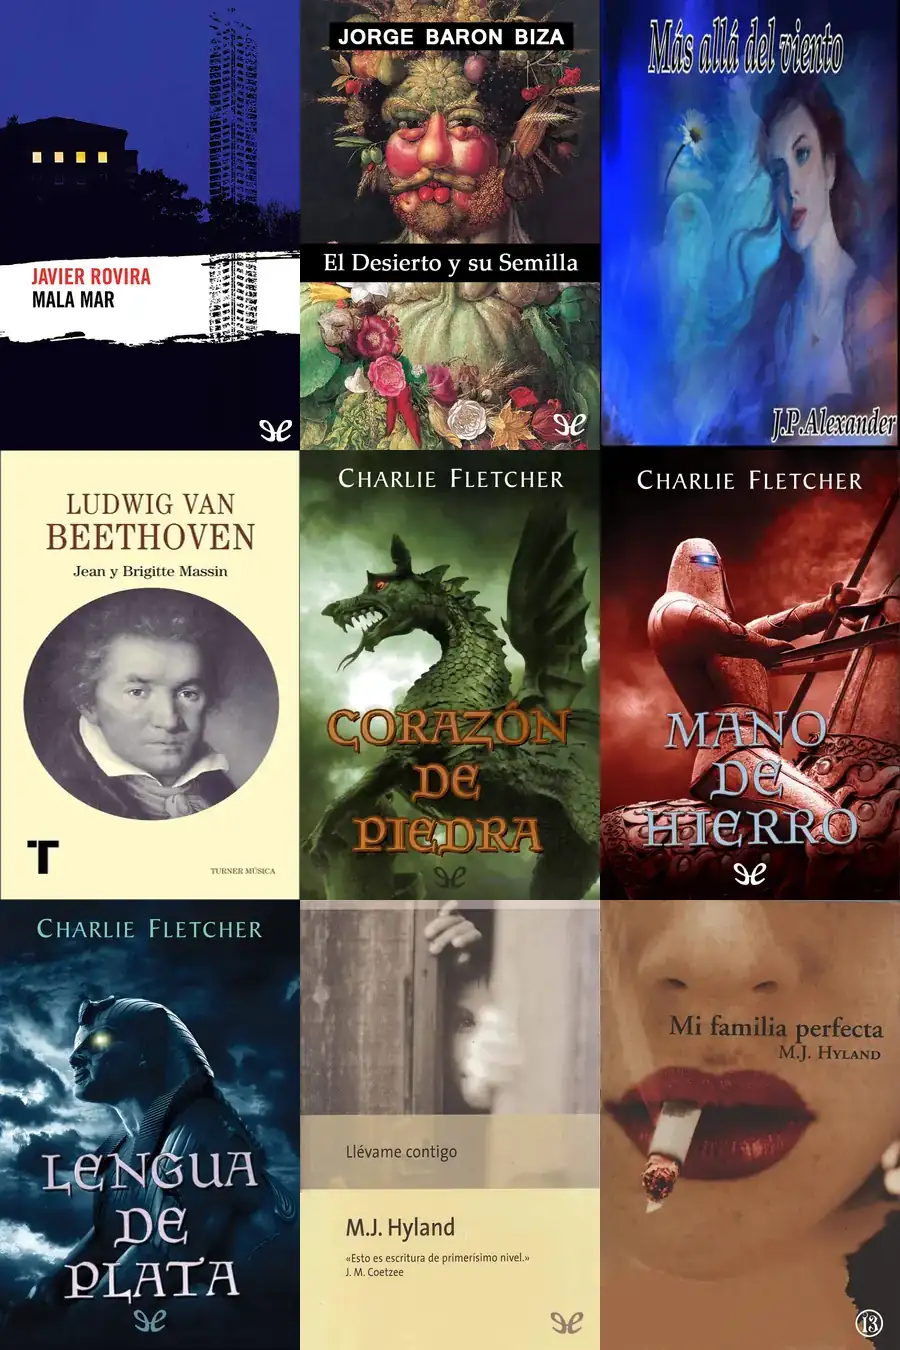 JAVIER ROVIRA
MALA MAR
JORGE BARON BIZA
El Desierto y su Semilla
Más allá del viento
J.P.Alexander
LUDWIG VAN
BEETHOVEN
Jean y Brigitte Massin
T
TURNER MÚSICA
CHARLIE FLETCHER
CORAZÓN
DE
PIEDRA
CHARLIE FLETCHER
MANO
DE
HIERRO
CHARLIE FLETCHER
LENGUA
DE
PLATA
Llévame contigo
M.J. Hyland
«Esto es escritura de primerísimo nivel.»
J. M. Coetzee
Mi familia perfecta
M.J. HYLAND
13